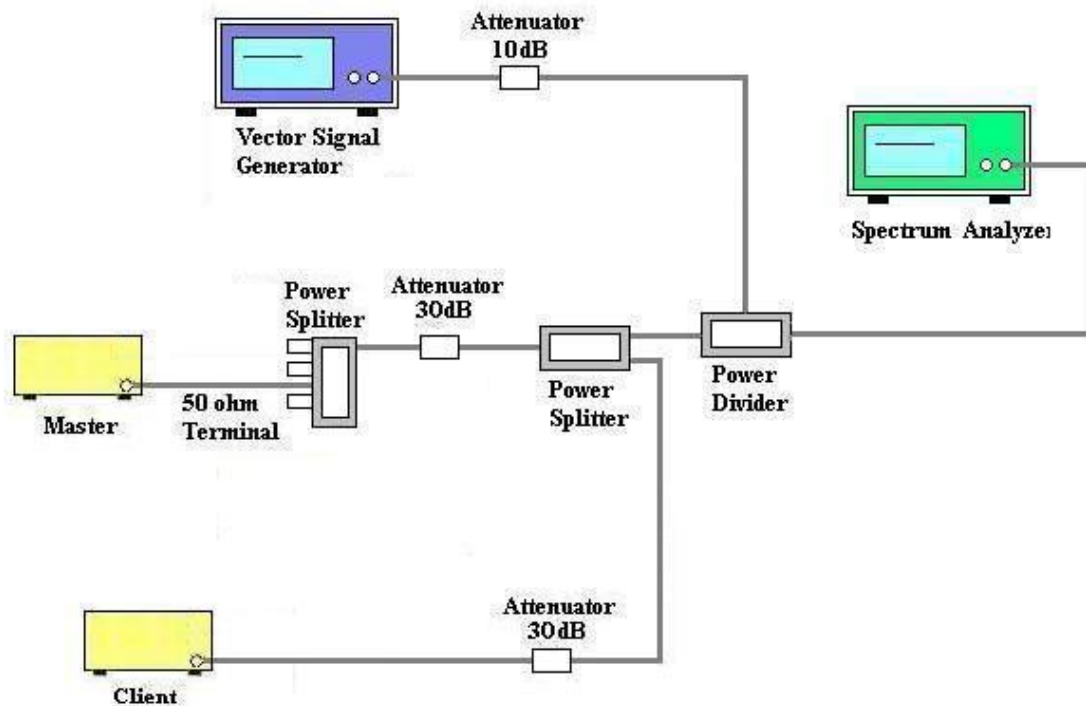 Attenuator
10dB
Vector Signal
Generator
Spectrum Analyzer
Power
Splitter
Attenuator
30dB
Power
Splitter
Power
Divider
50 ohm
Terminal
Master
Attenuator
30dB
Client